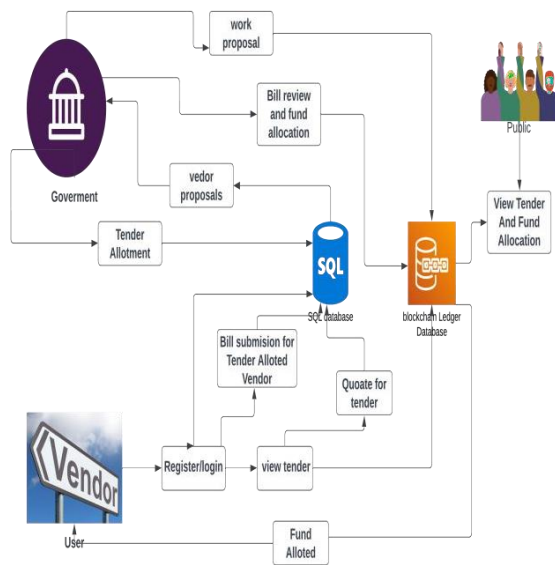 work
proposal
Bill review
and fund
allocation
Public
Goverment
vedor
proposals
View Tender
And Fund
Allocation
Tender
Allotment
SQL
SQL database
blockchain Ledger
Database
Bill submision for
Tender Alloted
Vendor
Quoate for
tender
Vendor
Register/login
view tender
User
Fund
Alloted